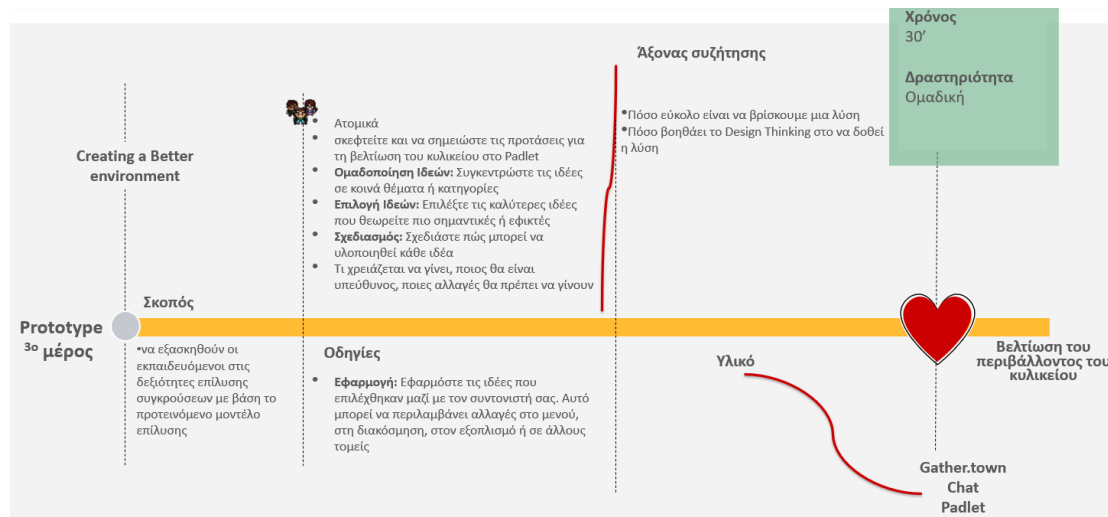 Χρόνος
30’
Δραστηριότητα
Ομαδική
Άξονας συζήτησης
•Πόσο εύκολο είναι να βρίσκουμε μια λύση
•Πόσο βοηθάει το Design Thinking στο να δοθεί
η λύση
Creating a Better
environment
• Ατομικά
• σκεφτείτε και να σημειώστε τις προτάσεις για
τη βελτίωση του κυλικείου στο Padlet
• Ομαδοποίηση Ιδεών: Συγκεντρώστε τις ιδέες
σε κοινά θέματα ή κατηγορίες
• Επιλογή Ιδεών: Επιλέξτε τις καλύτερες ιδέες
που θεωρείτε πιο σημαντικές ή εφικτές
• Σχεδιασμός: Σχεδιάστε πώς μπορεί να
υλοποιηθεί κάθε ιδέα
• Τι χρειάζεται να γίνει, ποιος θα είναι
υπεύθυνος, ποιες αλλαγές θα πρέπει να γίνουν
Σκοπός
Prototype
3ο μέρος
•να εξασκηθούν οι
εκπαιδευόμενοι στις
δεξιότητες επίλυσης
συγκρούσεων με βάση το
προτεινόμενο μοντέλο
επίλυσης
Οδηγίες
• Εφαρμογή: Εφαρμόστε τις ιδέες που
επιλέχθηκαν μαζί με τον συντονιστή σας. Αυτό
μπορεί να περιλαμβάνει αλλαγές στο μενού,
στη διακόσμηση, στον εξοπλισμό ή σε άλλους
τομείς
Υλικό
Βελτίωση του
περιβάλλοντος του
κυλικείου
Gather.town
Chat
Padlet